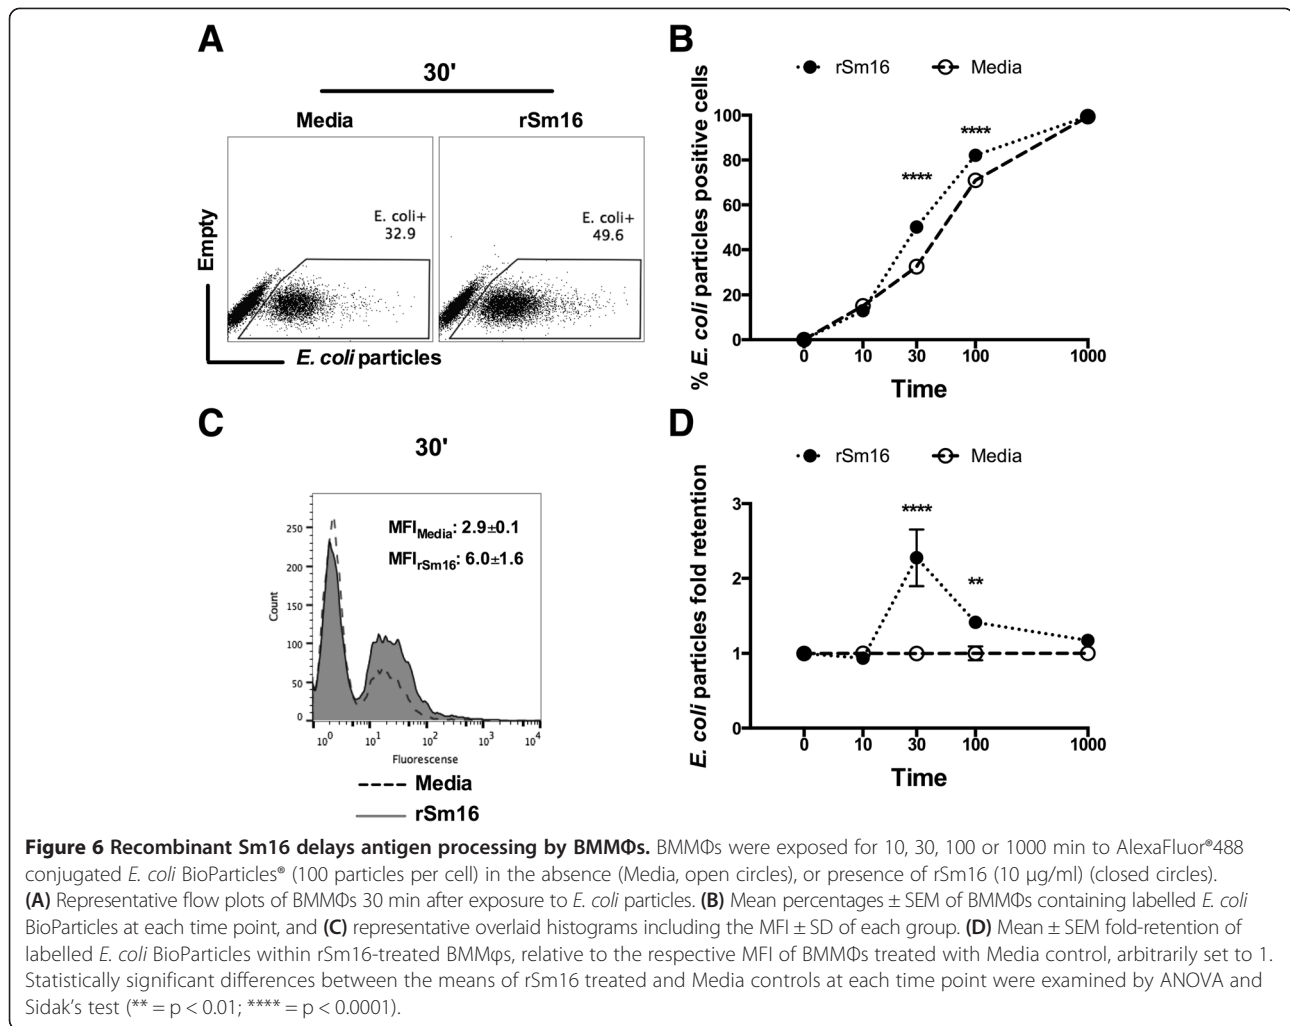 A
30'
Media
rSm16
E. coli+
32.9
E. coli+
49.6
Empty
E. coli particles
B
rSm16
Media
% E. coli particles positive cells
100
80
60
40
20
0
****
****
0 10 30 100 1000
Time
C
30'
MFIMedia: 2.9±0.1
MFIrSm16: 6.0±1.6
Count
250
200
150
100
50
0
10⁰ 10¹ 10² 10³ 10⁴
Fluorescense
Media
rSm16
D
rSm16
Media
E. coli particles fold retention
3
2
1
0
****
**
0 10 30 100 1000
Time
Figure 6 Recombinant Sm16 delays antigen processing by BMMΦs. BMMΦs were exposed for 10, 30, 100 or 1000 min to AlexaFluor®488
conjugated E. coli BioParticles® (100 particles per cell) in the absence (Media, open circles), or presence of rSm16 (10 μg/ml) (closed circles).
(A) Representative flow plots of BMMΦs 30 min after exposure to E. coli particles. (B) Mean percentages ± SEM of BMMΦs containing labelled E. coli
BioParticles at each time point, and (C) representative overlaid histograms including the MFI ± SD of each group. (D) Mean ± SEM fold-retention of
labelled E. coli BioParticles within rSm16-treated BMMφs, relative to the respective MFI of BMMΦs treated with Media control, arbitrarily set to 1.
Statistically significant differences between the means of rSm16 treated and Media controls at each time point were examined by ANOVA and
Sidak's test (** = p < 0.01; **** = p < 0.0001).